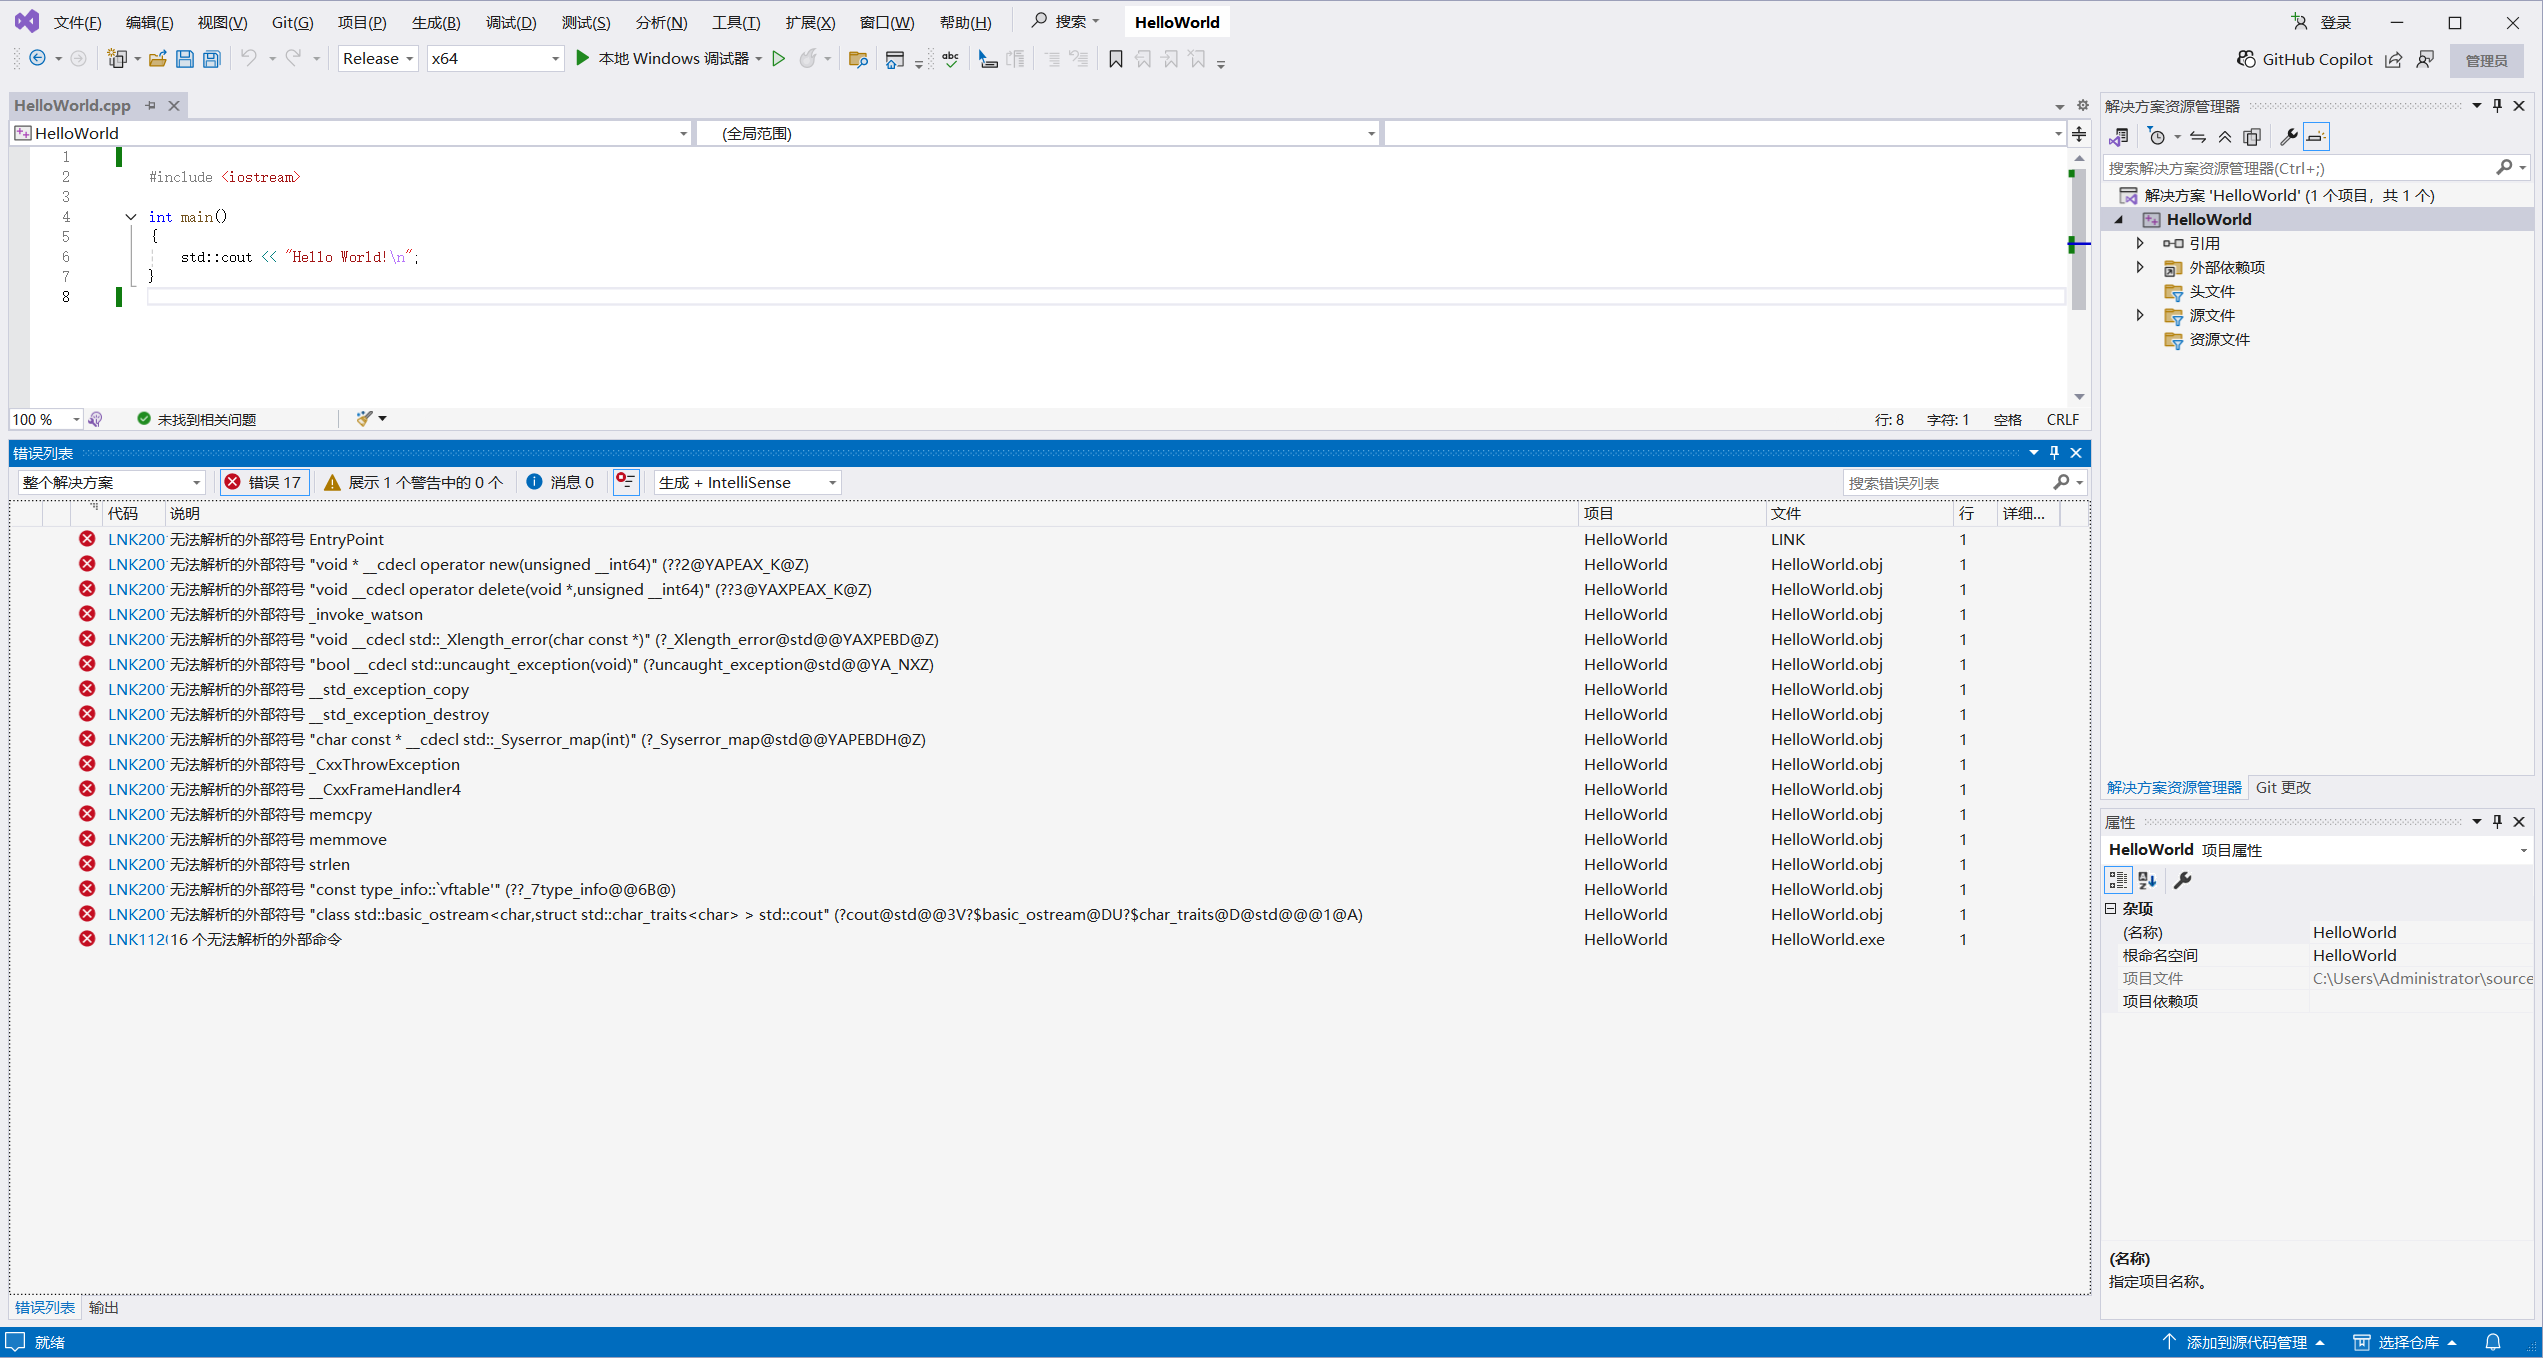 文件(F) 编辑(E) 视图(V) Git(G) 项目(P) 生成(B) 调试(D) 测试(S) 分析(N) 工具(T) 扩展(X) 窗口(W) 帮助(H) 搜索 HelloWorld 登录
Release x64 本地 Windows 调试器 abc GitHub Copilot 管理员
HelloWorld.cpp
HelloWorld (全局范围)
1
2 #include <iostream>
3
4 int main()
5 {
6 std::cout << "Hello World!\n";
7 }
8
100 % 未找到相关问题 行: 8 字符: 1 空格 CRLF
错误列表
整个解决方案 错误 17 展示 1 个警告中的 0 个 消息 0 生成 + IntelliSense 搜索错误列表
代码 说明 项目 文件 行 详细...
LNK200 无法解析的外部符号 EntryPoint HelloWorld LINK 1
LNK200 无法解析的外部符号 "void * __cdecl operator new(unsigned __int64)" (??2@YAPEAX_K@Z) HelloWorld HelloWorld.obj 1
LNK200 无法解析的外部符号 "void __cdecl operator delete(void *,unsigned __int64)" (??3@YAXPEAX_K@Z) HelloWorld HelloWorld.obj 1
LNK200 无法解析的外部符号 _invoke_watson HelloWorld HelloWorld.obj 1
LNK200 无法解析的外部符号 "void __cdecl std::_Xlength_error(char const *)" (?_Xlength_error@std@@YAXPEBD@Z) HelloWorld HelloWorld.obj 1
LNK200 无法解析的外部符号 "bool __cdecl std::uncaught_exception(void)" (?uncaught_exception@std@@YA_NXZ) HelloWorld HelloWorld.obj 1
LNK200 无法解析的外部符号 __std_exception_copy HelloWorld HelloWorld.obj 1
LNK200 无法解析的外部符号 __std_exception_destroy HelloWorld HelloWorld.obj 1
LNK200 无法解析的外部符号 "char const * __cdecl std::_Syserror_map(int)" (?_Syserror_map@std@@YAPEBDH@Z) HelloWorld HelloWorld.obj 1
LNK200 无法解析的外部符号 _CxxThrowException HelloWorld HelloWorld.obj 1
LNK200 无法解析的外部符号 __CxxFrameHandler4 HelloWorld HelloWorld.obj 1
LNK200 无法解析的外部符号 memcpy HelloWorld HelloWorld.obj 1
LNK200 无法解析的外部符号 memmove HelloWorld HelloWorld.obj 1
LNK200 无法解析的外部符号 strlen HelloWorld HelloWorld.obj 1
LNK200 无法解析的外部符号 "const type_info::`vftable'" (??_7type_info@@6B@) HelloWorld HelloWorld.obj 1
LNK200 无法解析的外部符号 "class std::basic_ostream<char,struct std::char_traits<char> > std::cout" (?cout@std@@3V?$basic_ostream@DU?$char_traits@D@std@@@1@A) HelloWorld HelloWorld.obj 1
LNK112 16 个无法解析的外部命令 HelloWorld HelloWorld.exe 1
错误列表 输出
解决方案资源管理器
搜索解决方案资源管理器(Ctrl+;)
解决方案 'HelloWorld' (1 个项目，共 1 个)
HelloWorld
引用
外部依赖项
头文件
源文件
资源文件
解决方案资源管理器 Git 更改
属性
HelloWorld 项目属性
杂项
(名称) HelloWorld
根命名空间 HelloWorld
项目文件 C:\Users\Administrator\source
项目依赖项
(名称)
指定项目名称。
就绪 添加到源代码管理 选择仓库